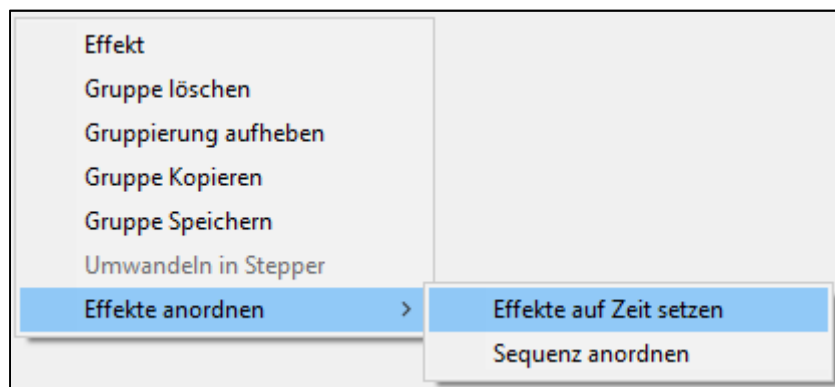 Effekt
Gruppe löschen
Gruppierung aufheben
Gruppe Kopieren
Gruppe Speichern
Umwandeln in Stepper
Effekte anordnen
Effekte auf Zeit setzen
Sequenz anordnen